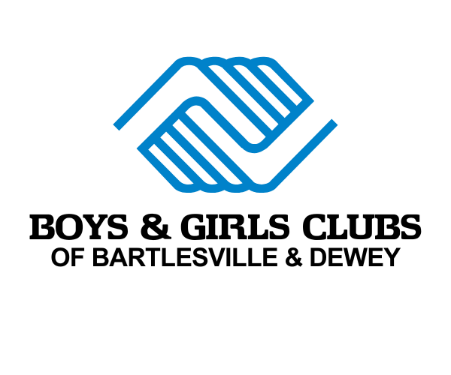 BOYS & GIRLS CLUBS
OF BARTLESVILLE & DEWEY